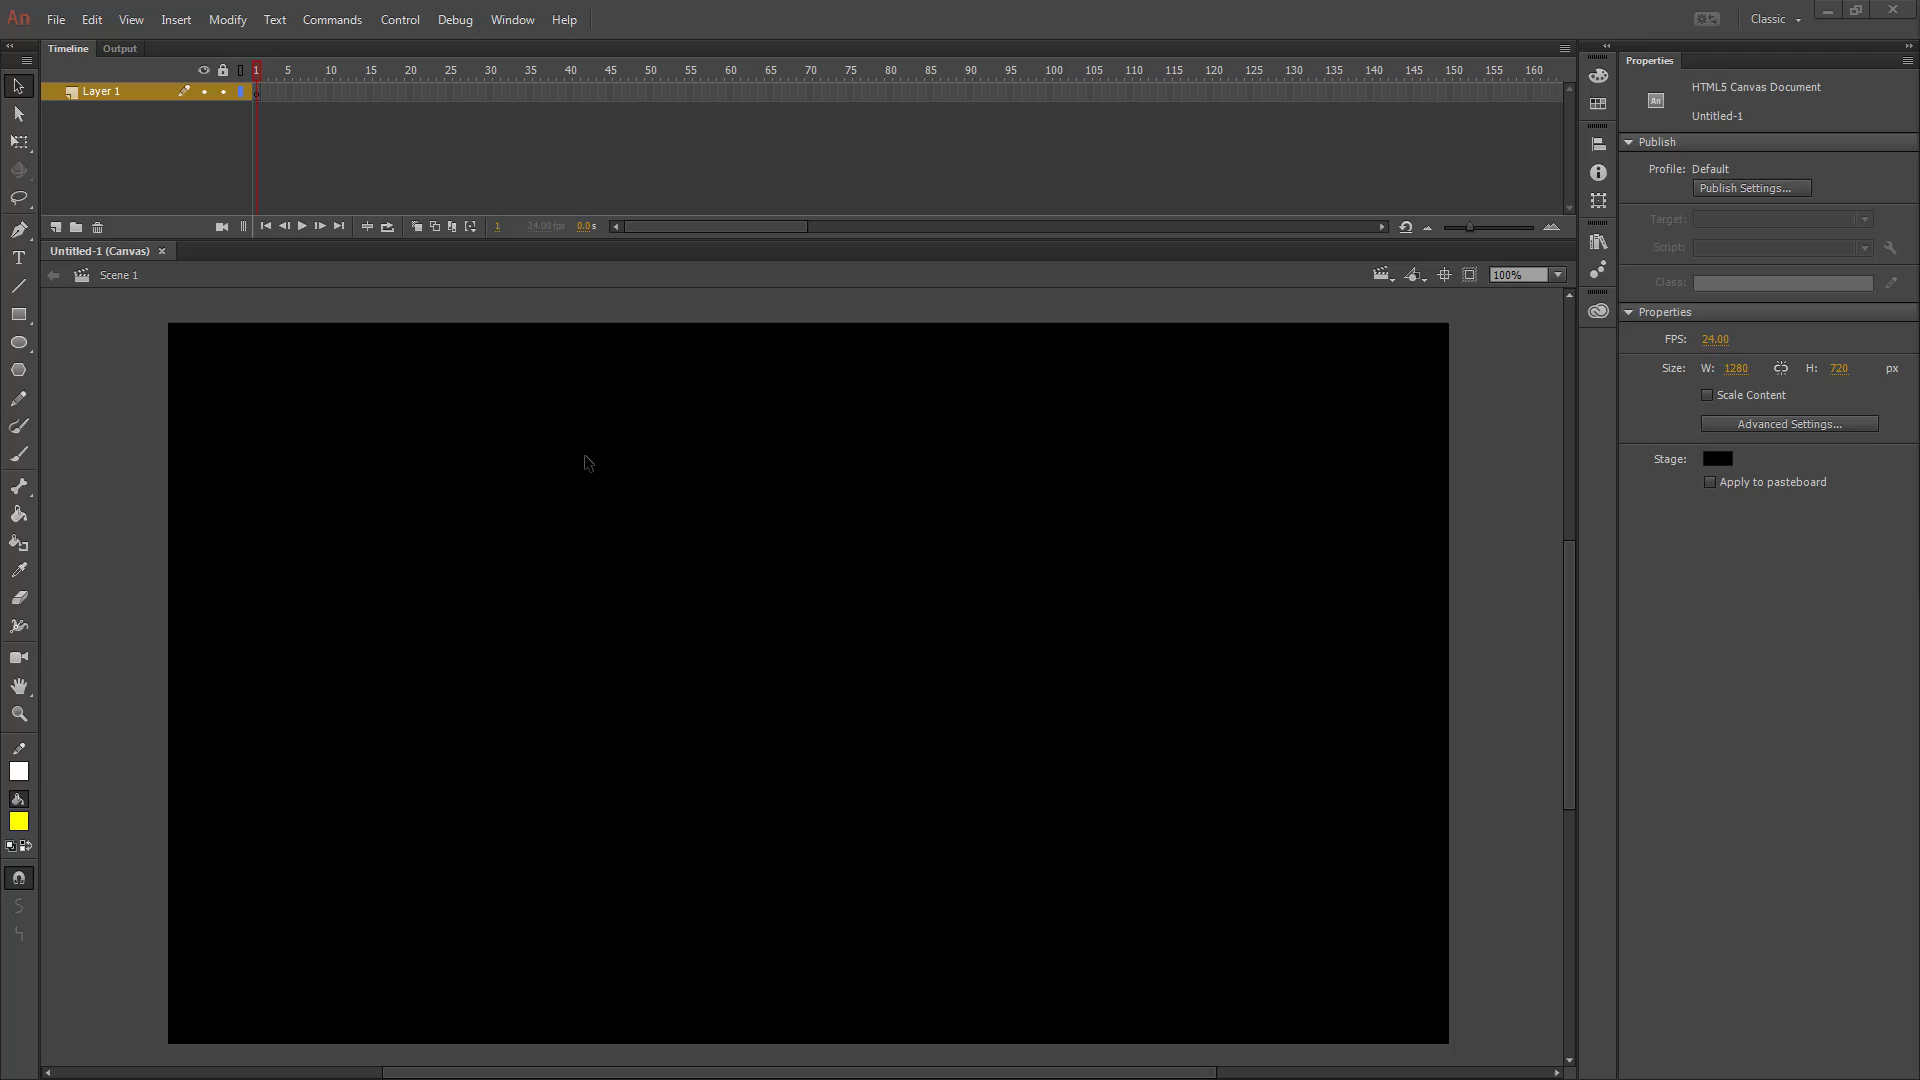 An File Edit View Insert Modify Text Commands Control Debug Window Help Classic
Timeline Output
Properties
1 5 10 15 20 25 30 35 40 45 50 55 60 65 70 75 80 85 90 95 100 105 110 115 120 125 130 135 140 145 150 155 160
Layer 1
HTML5 Canvas Document
An
Untitled-1
Publish
Profile: Default
Publish Settings...
Target:
1 24.00 fps 0.0 s
Script:
Untitled-1 (Canvas)
Scene 1
100%
Class:
Properties
FPS: 24.00
Size: W: 1280 H: 720 px
Scale Content
Advanced Settings...
Stage:
Apply to pasteboard